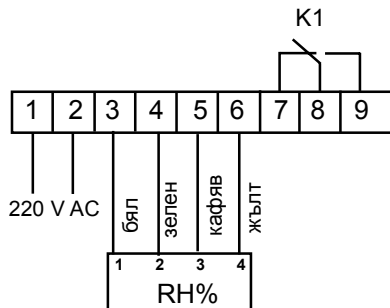 K1
1 2 3 4 5 6 7 8 9
220 V AC
бял
зелен
кафяв
жълт
1 2 3 4
RH%